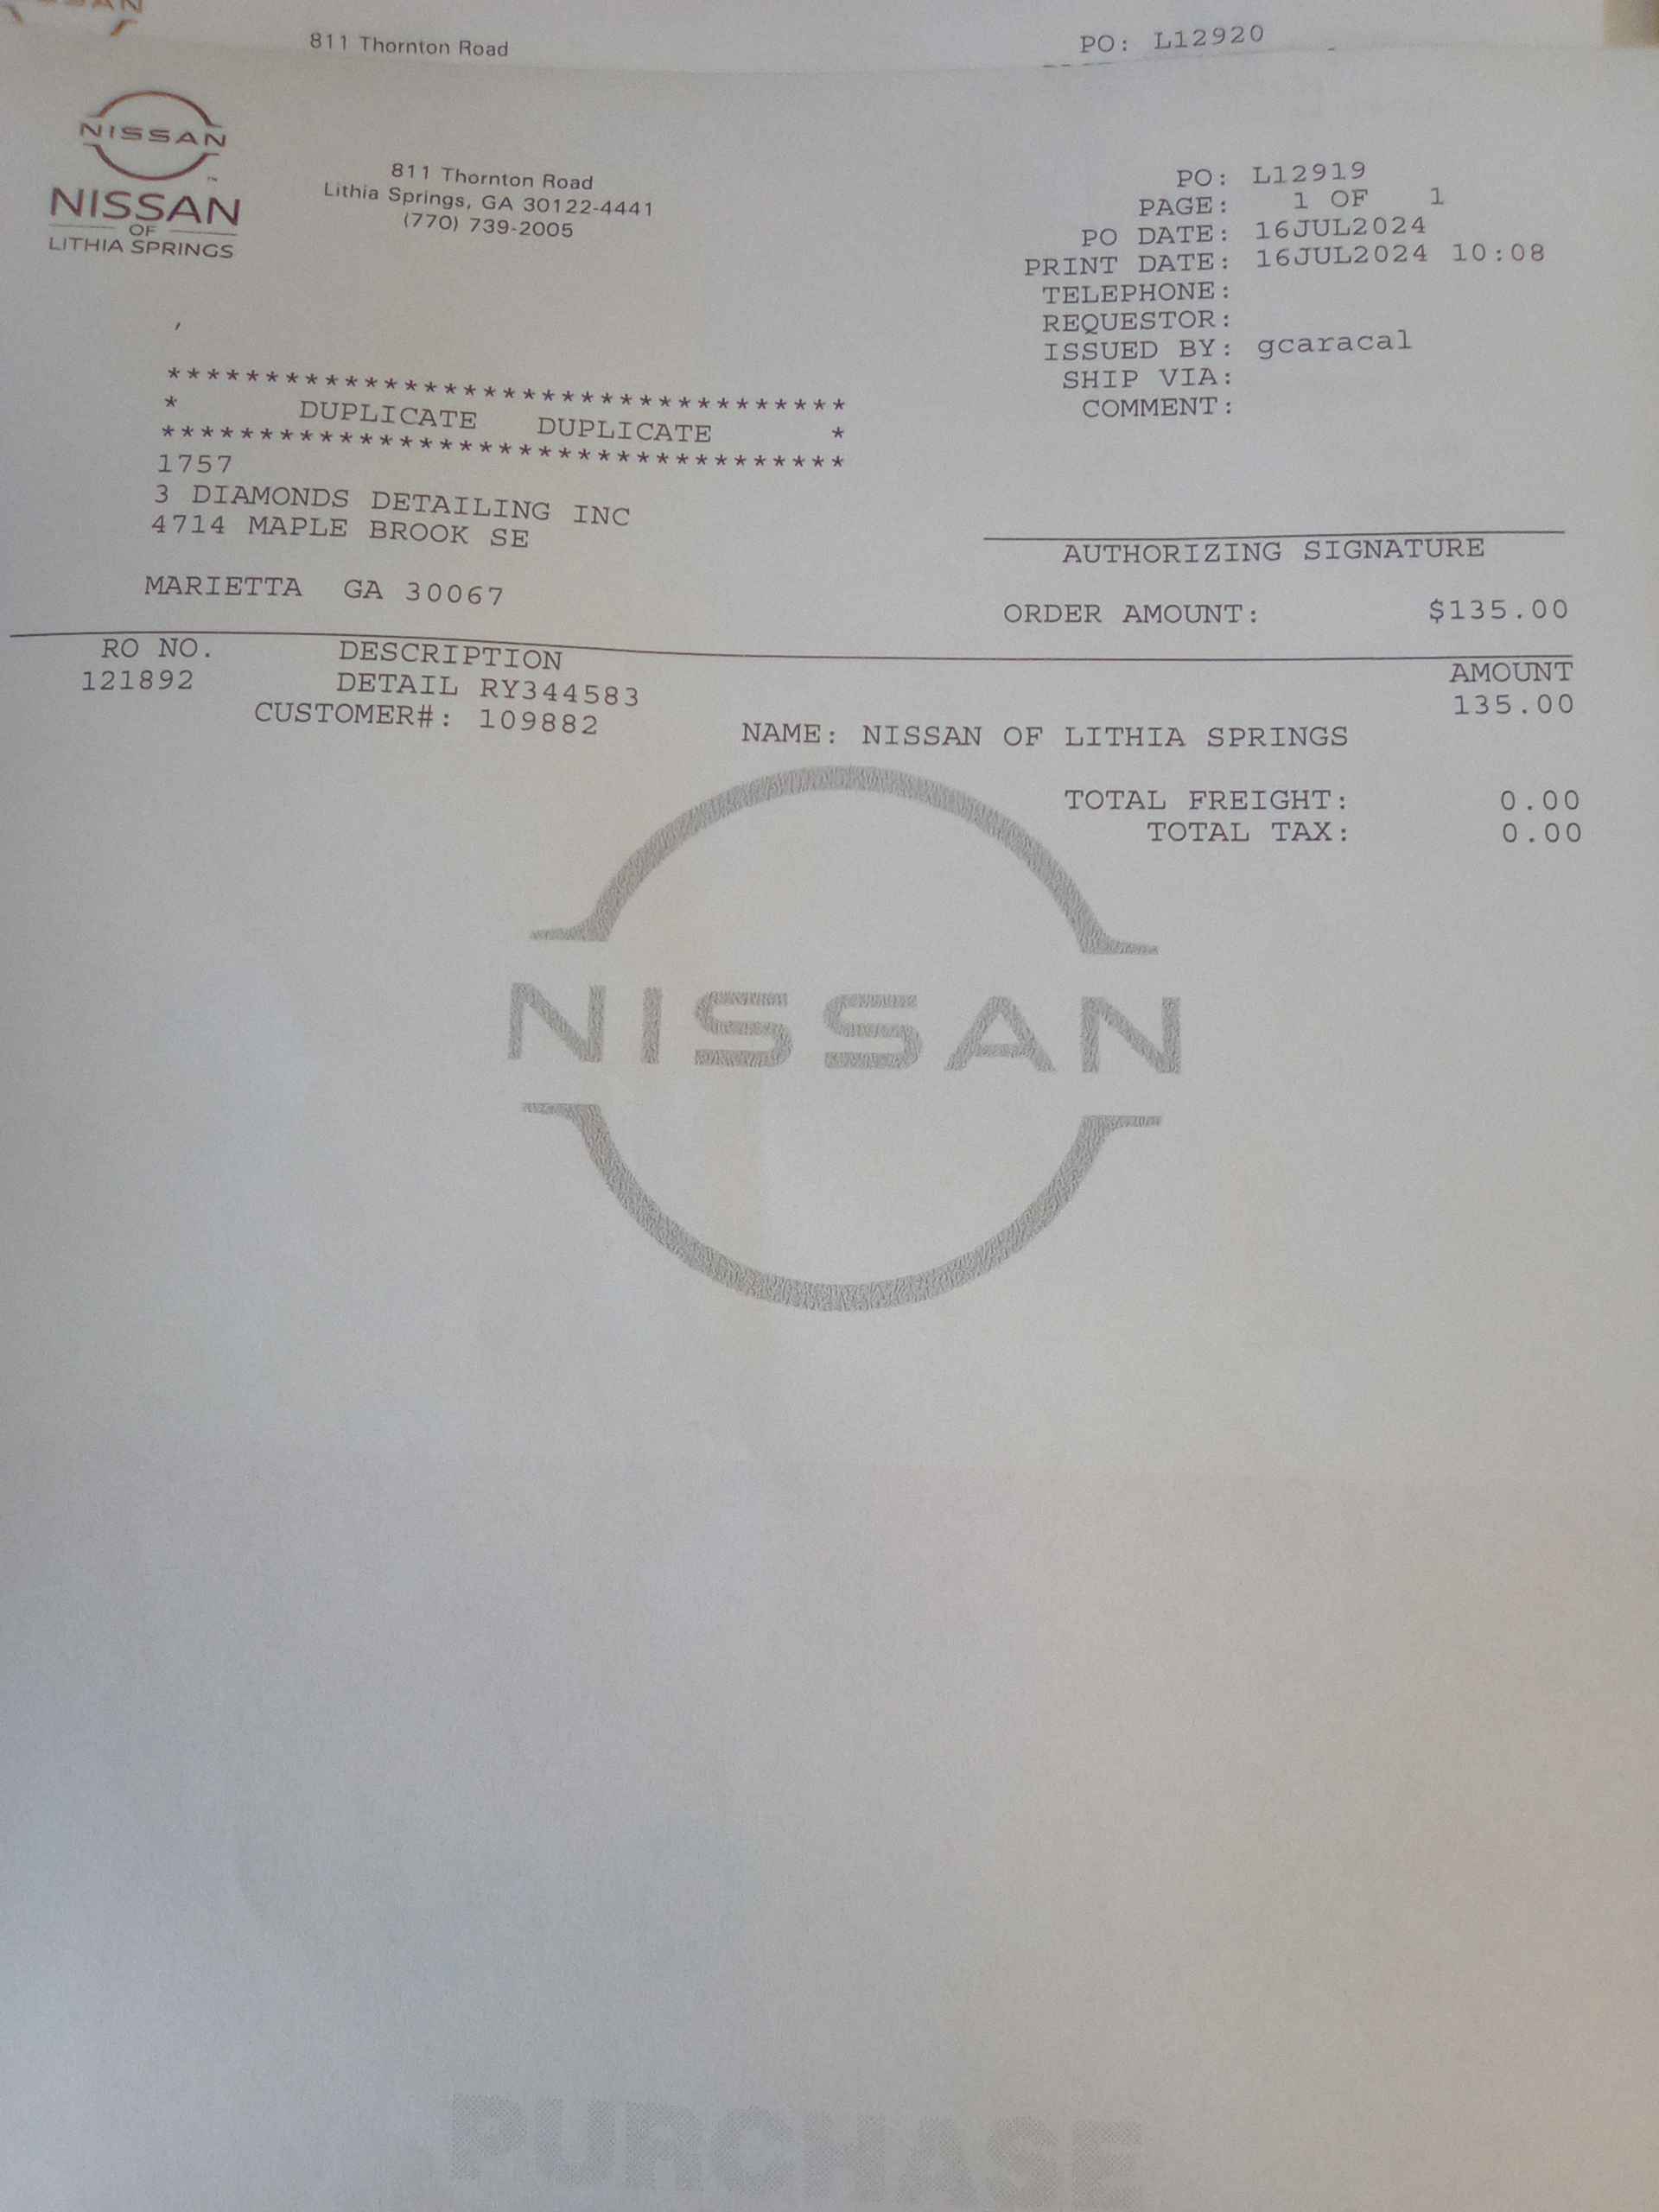 811 Thornton Road
PO: L12920
NISSAN
NISSAN
OF
LITHIA SPRINGS
811 Thornton Road
Lithia Springs, GA 30122-4441
(770) 739-2005
PO: L12919
PAGE: 1 OF 1
PO DATE: 16JUL2024
PRINT DATE: 16JUL2024 10:08
TELEPHONE:
REQUESTOR:
ISSUED BY: gcaracal
SHIP VIA:
COMMENT:
***********************************
* DUPLICATE DUPLICATE *
***********************************
1757
3 DIAMONDS DETAILING INC
4714 MAPLE BROOK SE
MARIETTA GA 30067
AUTHORIZING SIGNATURE
ORDER AMOUNT: $135.00
RO NO. DESCRIPTION AMOUNT
121892 DETAIL RY344583 135.00
CUSTOMER#: 109882 NAME: NISSAN OF LITHIA SPRINGS
TOTAL FREIGHT: 0.00
TOTAL TAX: 0.00
NISSAN
PURCHASE